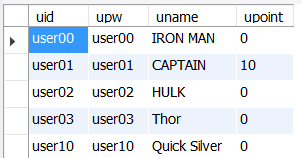 uid upw uname upoint
user00 user00 IRON MAN 0
user01 user01 CAPTAIN 10
user02 user02 HULK 0
user03 user03 Thor 0
user10 user10 Quick Silver 0